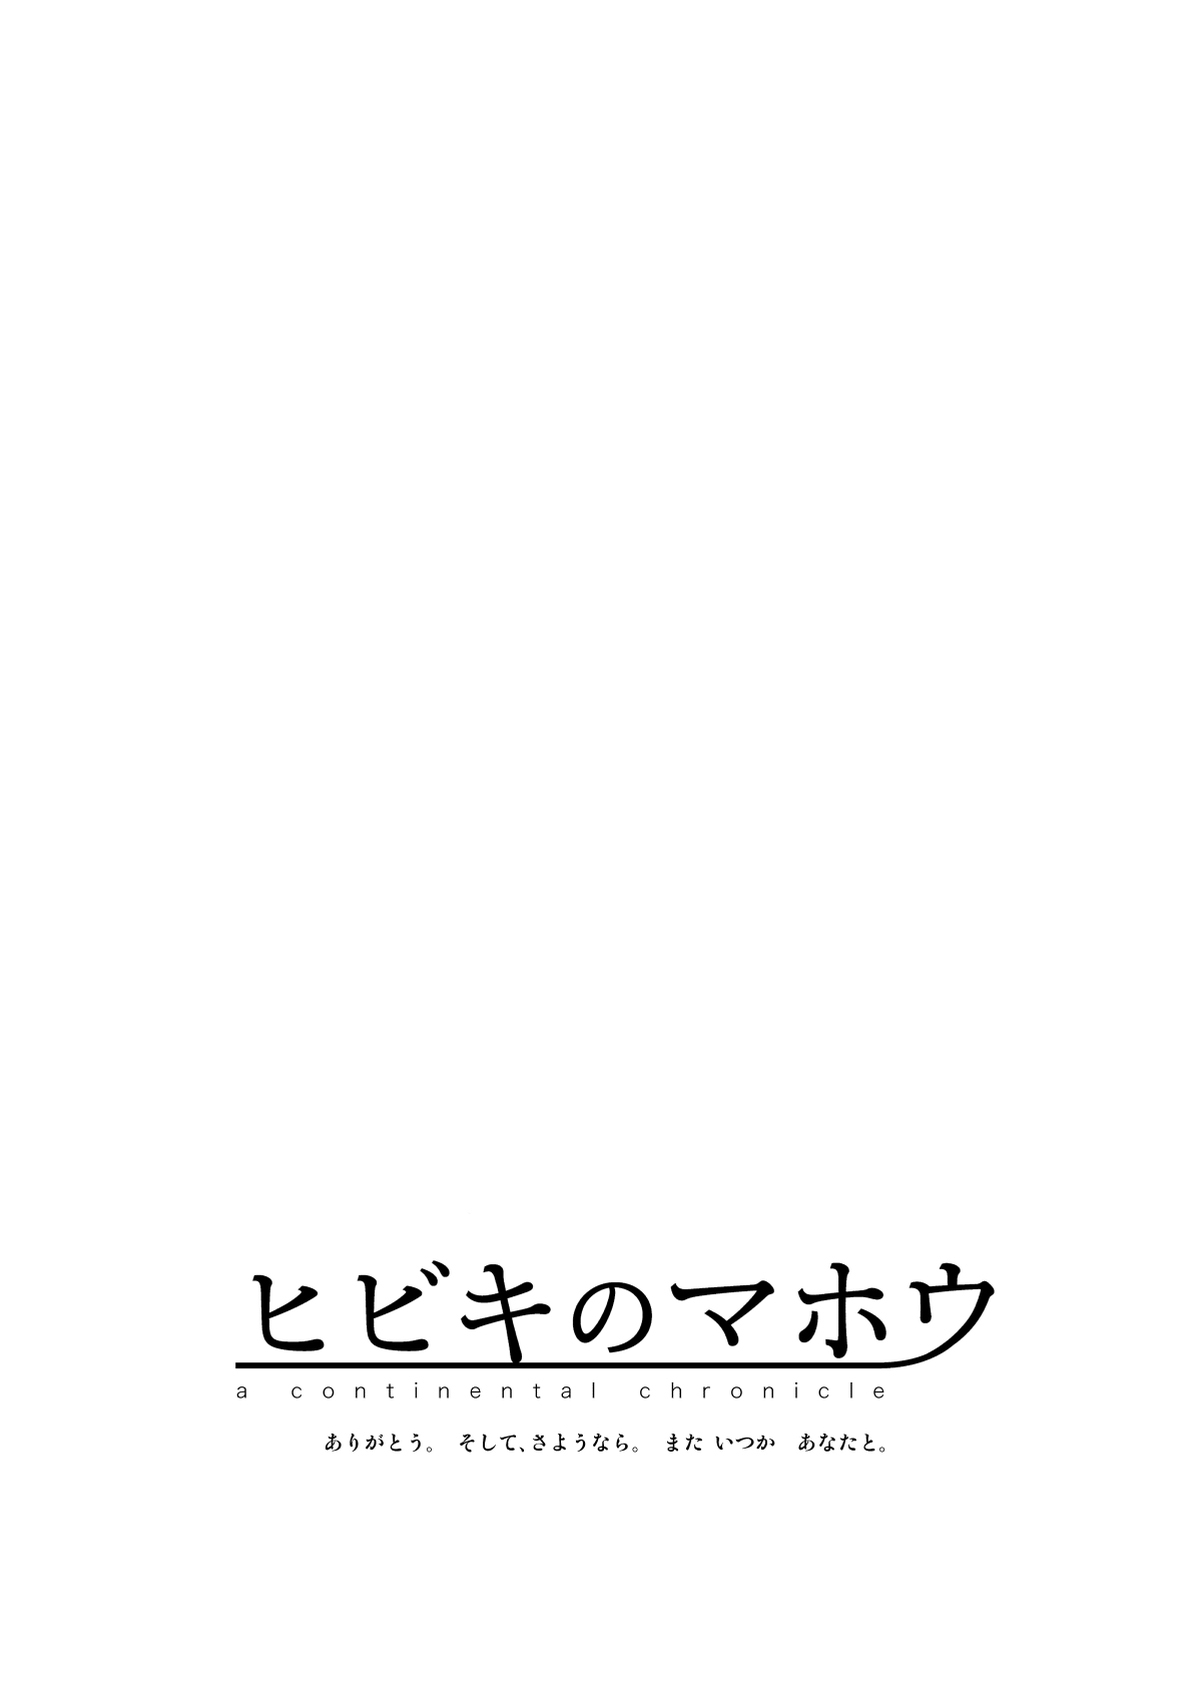 ヒビキのマホウ
a continental chronicle
ありがとう。　そして、さようなら。　また いつか　あなたと。